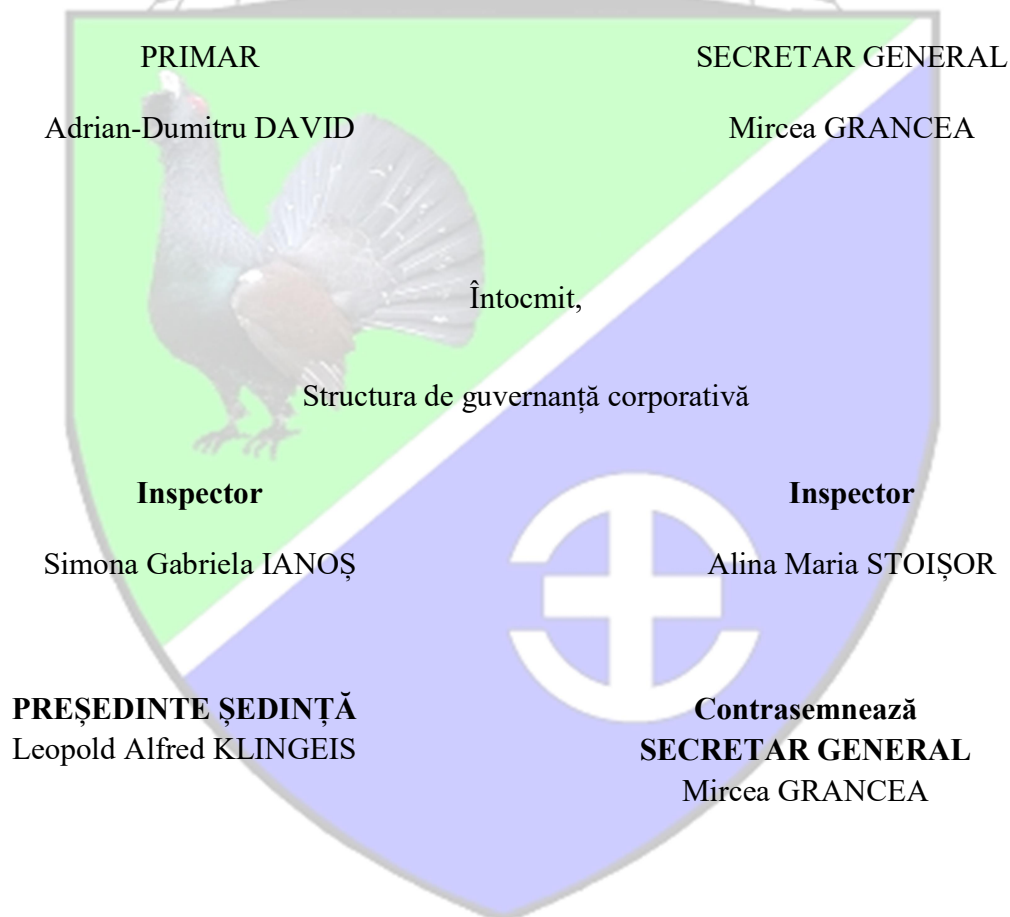 PRIMAR
SECRETAR GENERAL
Adrian-Dumitru DAVID
Mircea GRANCEA
Întocmit,
Structura de guvernanță corporativă
Inspector
Inspector
Simona Gabriela IANOȘ
Alina Maria STOIȘOR
PREȘEDINTE ȘEDINȚĂ
Leopold Alfred KLINGEIS
Contrasemnează
SECRETAR GENERAL
Mircea GRANCEA